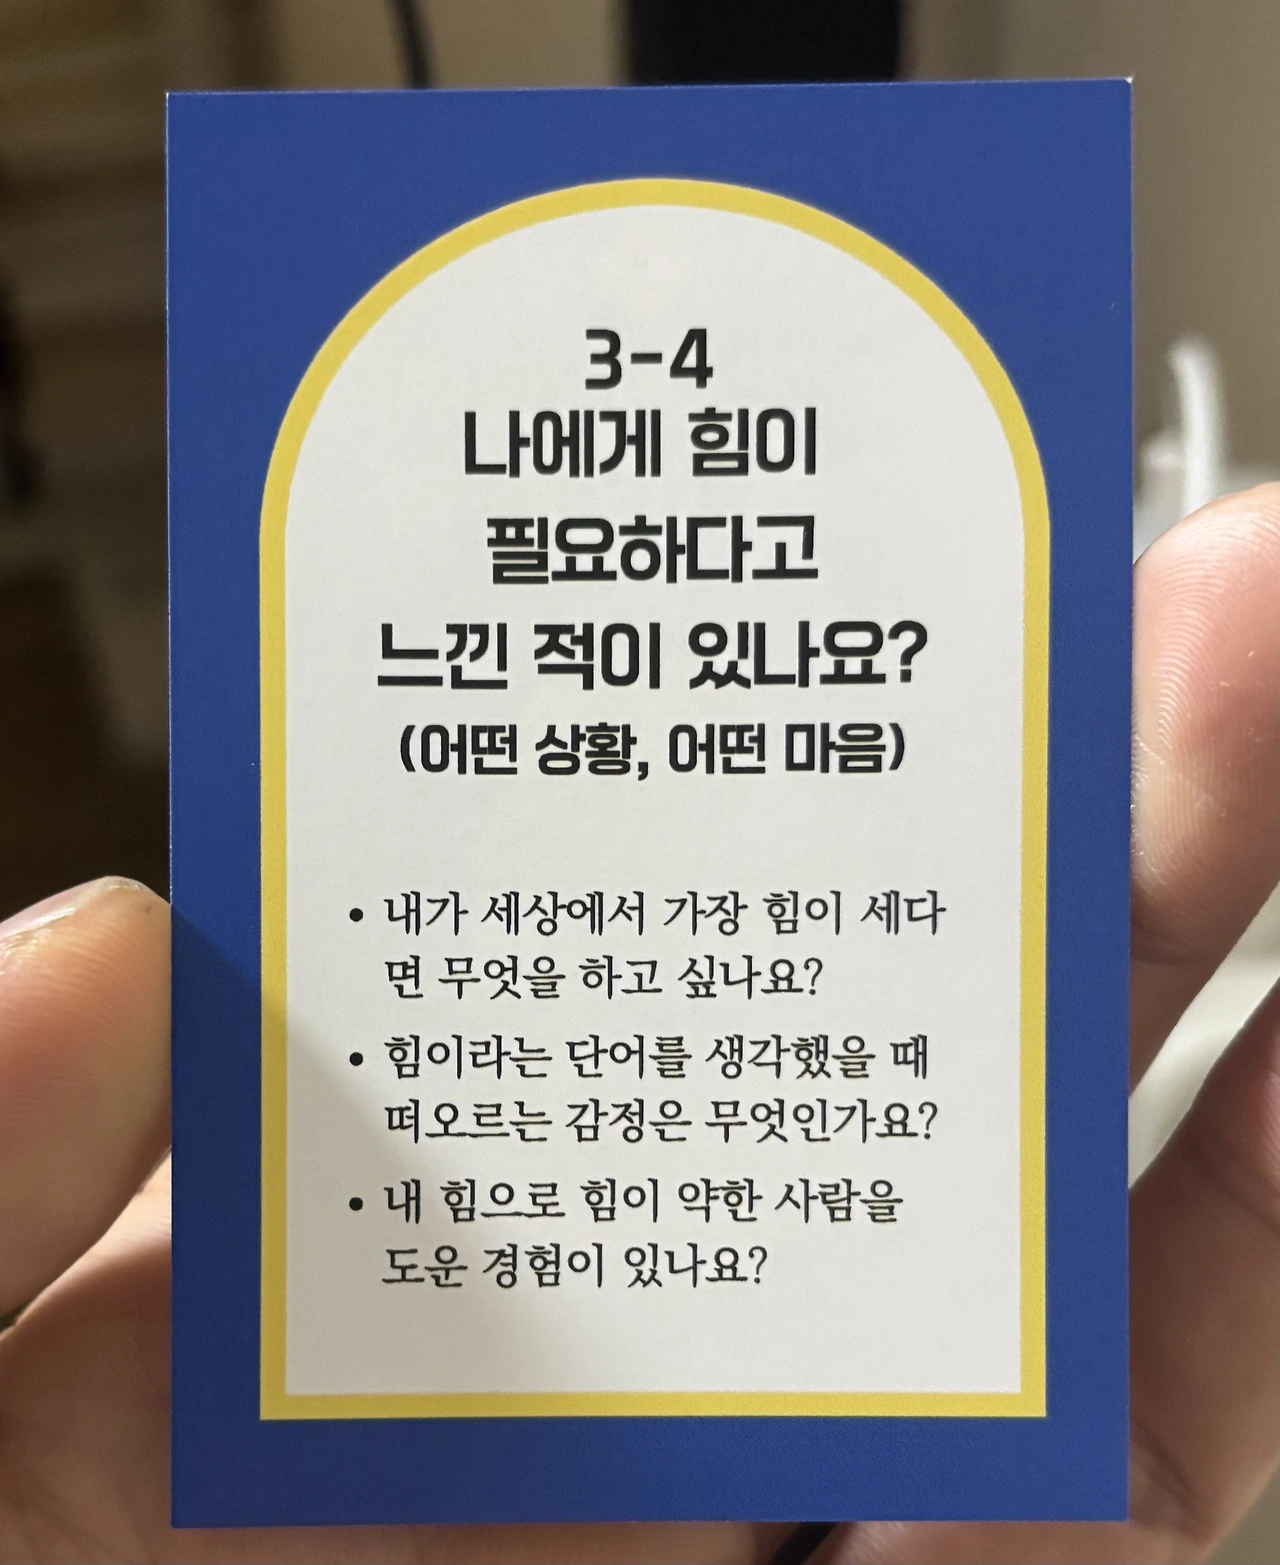 3-4
나에게 힘이
필요하다고
느낀 적이 있나요?
(어떤 상황, 어떤 마음)
• 내가 세상에서 가장 힘이 세다
면 무엇을 하고 싶나요?
• 힘이라는 단어를 생각했을 때
떠오르는 감정은 무엇인가요?
• 내 힘으로 힘이 약한 사람을
도운 경험이 있나요?